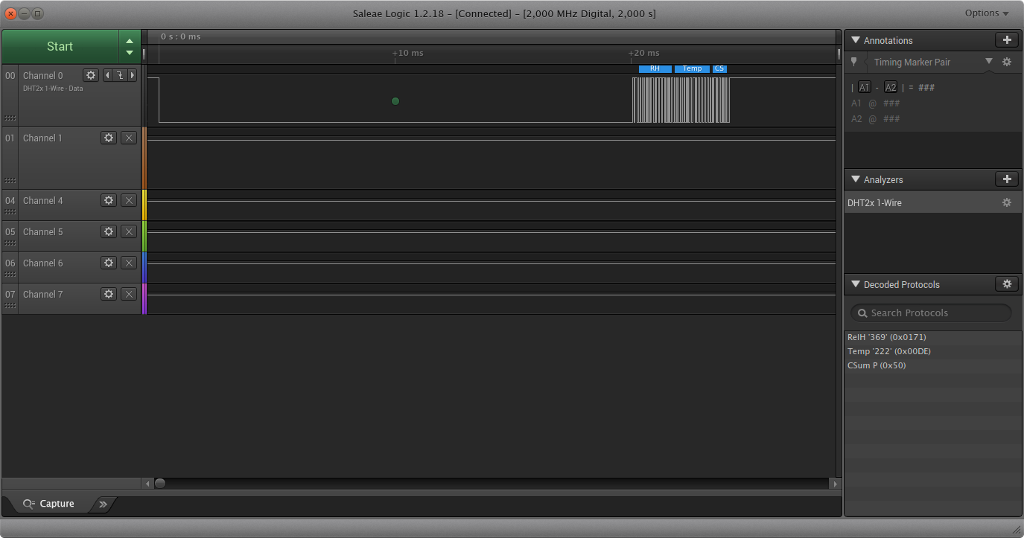 Saleae Logic 1.2.18 - [Connected] - [2,000 MHz Digital, 2,000 s]
Options
Start
0 s : 0 ms
+10 ms
+20 ms
00
Channel 0
DHT2x 1-Wire - Data
RH
Temp
CS
01
Channel 1
04
Channel 4
05
Channel 5
06
Channel 6
07
Channel 7
Capture
Annotations
Timing Marker Pair
| A1 - A2 | = ###
A1 @ ###
A2 @ ###
Analyzers
DHT2x 1-Wire
Decoded Protocols
Search Protocols
RelH '369' (0x0171)
Temp '222' (0x00DE)
CSum P (0x50)